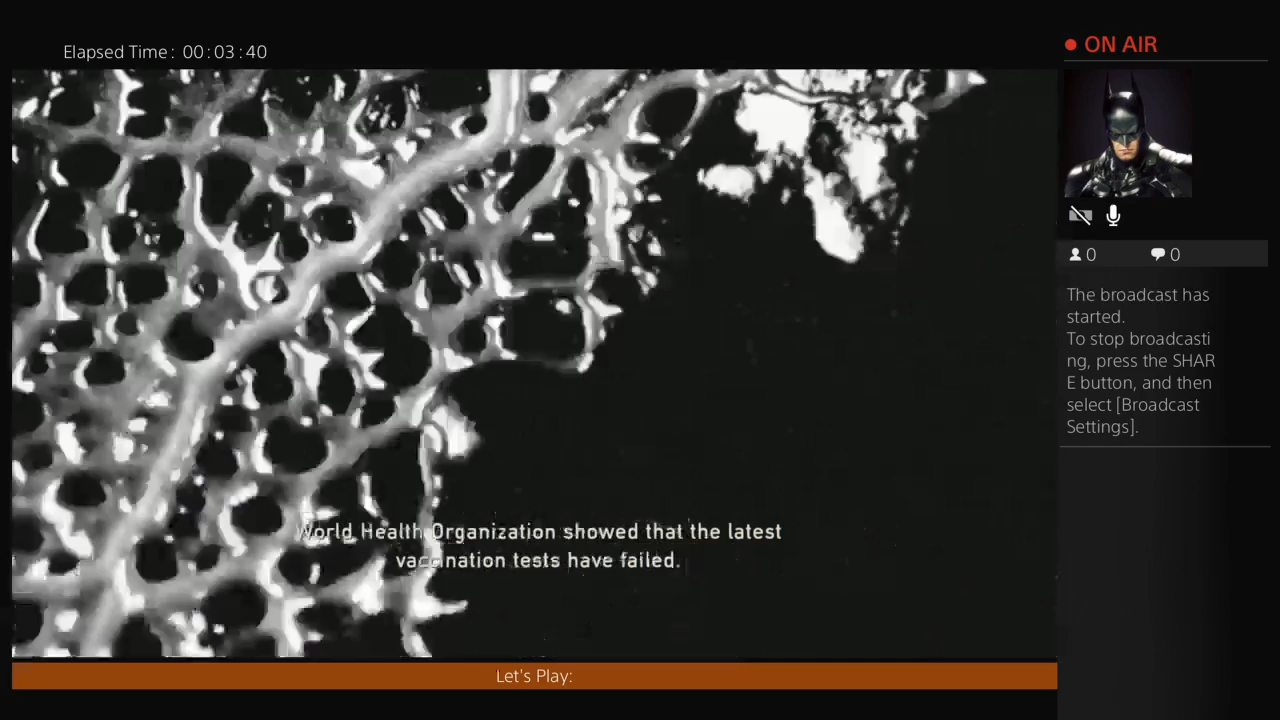 Elapsed Time: 00:03:40
ON AIR
0 0
The broadcast has
started.
To stop broadcasti
ng, press the SHAR
E button, and then
select [Broadcast
Settings].
World Health Organization showed that the latest
vaccination tests have failed.
Let's Play: